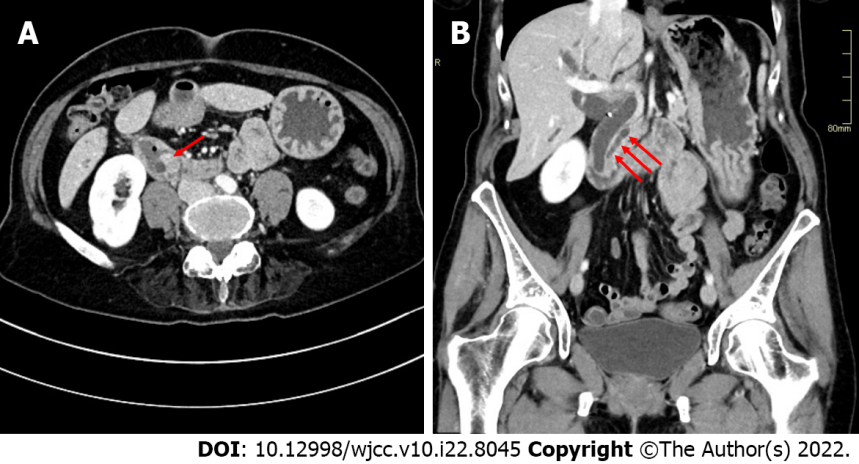 A
B
R
80mm
DOI: 10.12998/wjcc.v10.i22.8045 Copyright ©The Author(s) 2022.